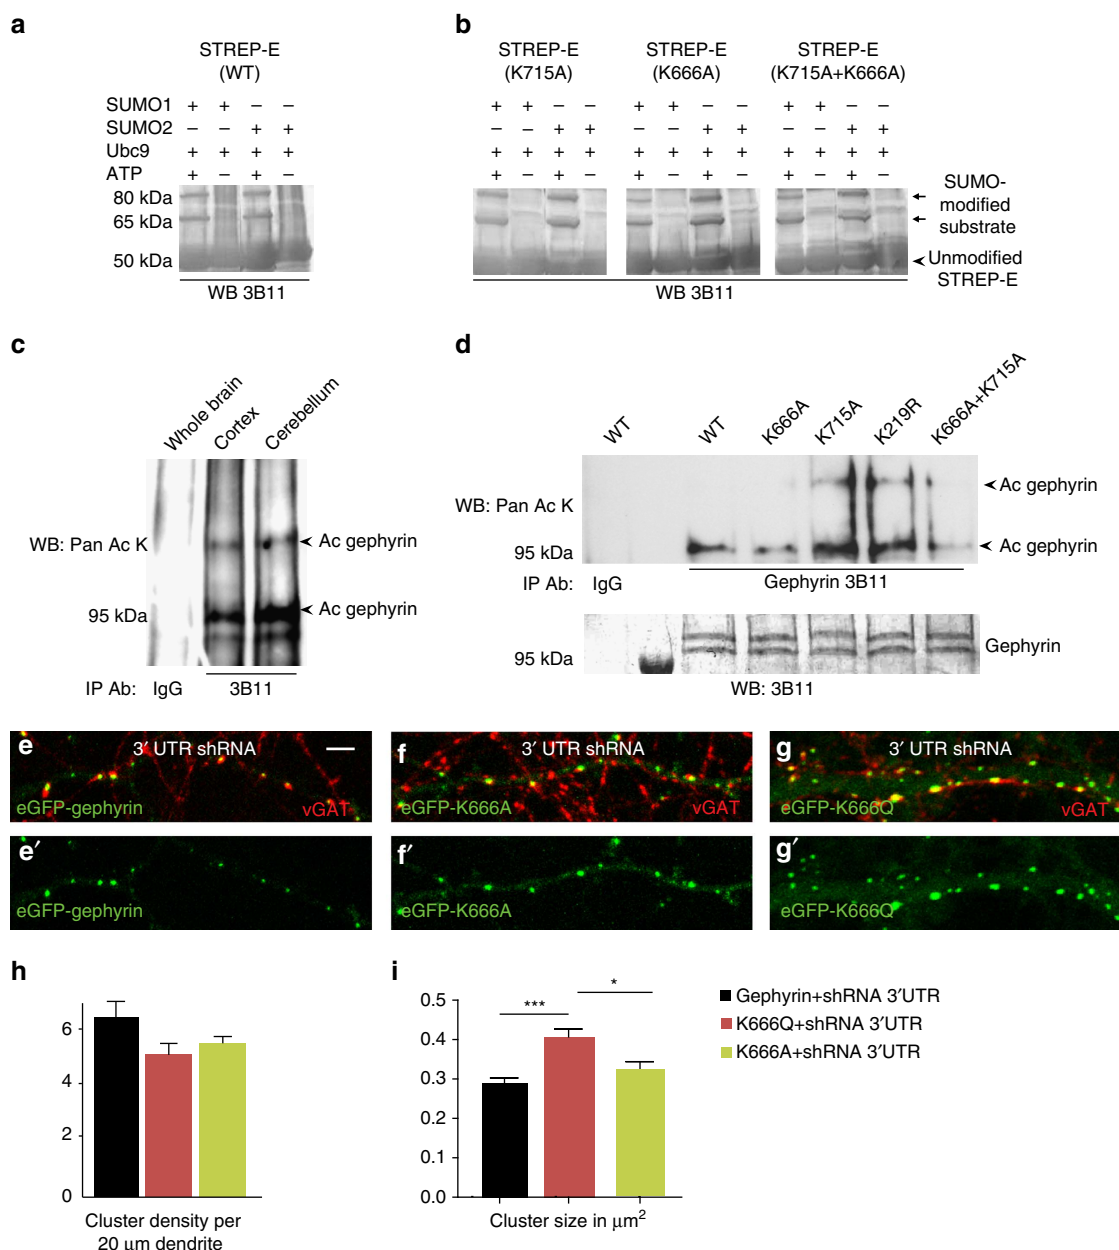 a
STREP-E
(WT)
SUMO1 + + – –
SUMO2 – – + +
Ubc9 + + + +
ATP + – + –
80 kDa
65 kDa
50 kDa
WB 3B11
b
STREP-E
(K715A)
STREP-E
(K666A)
STREP-E
(K715A+K666A)
+ + – – + + – – + + – –
– – + + – – + + – – + +
+ + + + + + + + + + + +
+ – + – + – + – + – + –
SUMO-
modified
substrate
Unmodified
STREP-E
WB 3B11
c
Whole brain
Cortex
Cerebellum
WB: Pan Ac K
Ac gephyrin
95 kDa
Ac gephyrin
IP Ab: IgG 3B11
d
WT WT K666A K715A K219R K666A+K715A
WB: Pan Ac K
Ac gephyrin
95 kDa
Ac gephyrin
IP Ab: IgG Gephyrin 3B11
95 kDa
Gephyrin
WB: 3B11
e 3′ UTR shRNA
eGFP-gephyrin vGAT
f 3′ UTR shRNA
eGFP-K666A vGAT
g 3′ UTR shRNA
eGFP-K666Q vGAT
e′
eGFP-gephyrin
f′
eGFP-K666A
g′
eGFP-K666Q
h
6
4
2
0
Cluster density per
20 μm dendrite
i
0.5
0.4
0.3
0.2
0.1
0.0
***
*
Cluster size in μm2
Gephyrin+shRNA 3′UTR
K666Q+shRNA 3′UTR
K666A+shRNA 3′UTR